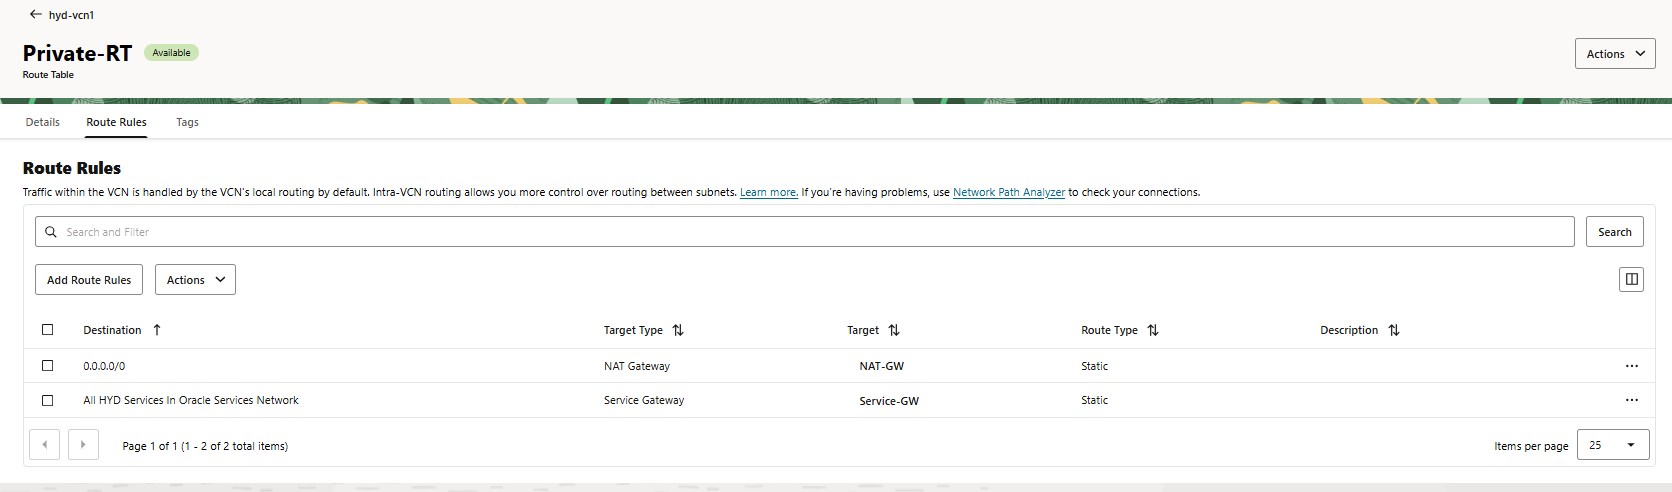 hyd-vcn1
Private-RT Available
Route Table
Actions
Details Route Rules Tags
Route Rules
Traffic within the VCN is handled by the VCN's local routing by default. Intra-VCN routing allows you more control over routing between subnets. Learn more. If you're having problems, use Network Path Analyzer to check your connections.
Search and Filter Search
Add Route Rules Actions
Destination Target Type Target Route Type Description
0.0.0.0/0 NAT Gateway NAT-GW Static
All HYD Services In Oracle Services Network Service Gateway Service-GW Static
Page 1 of 1 (1 - 2 of 2 total items) Items per page 25